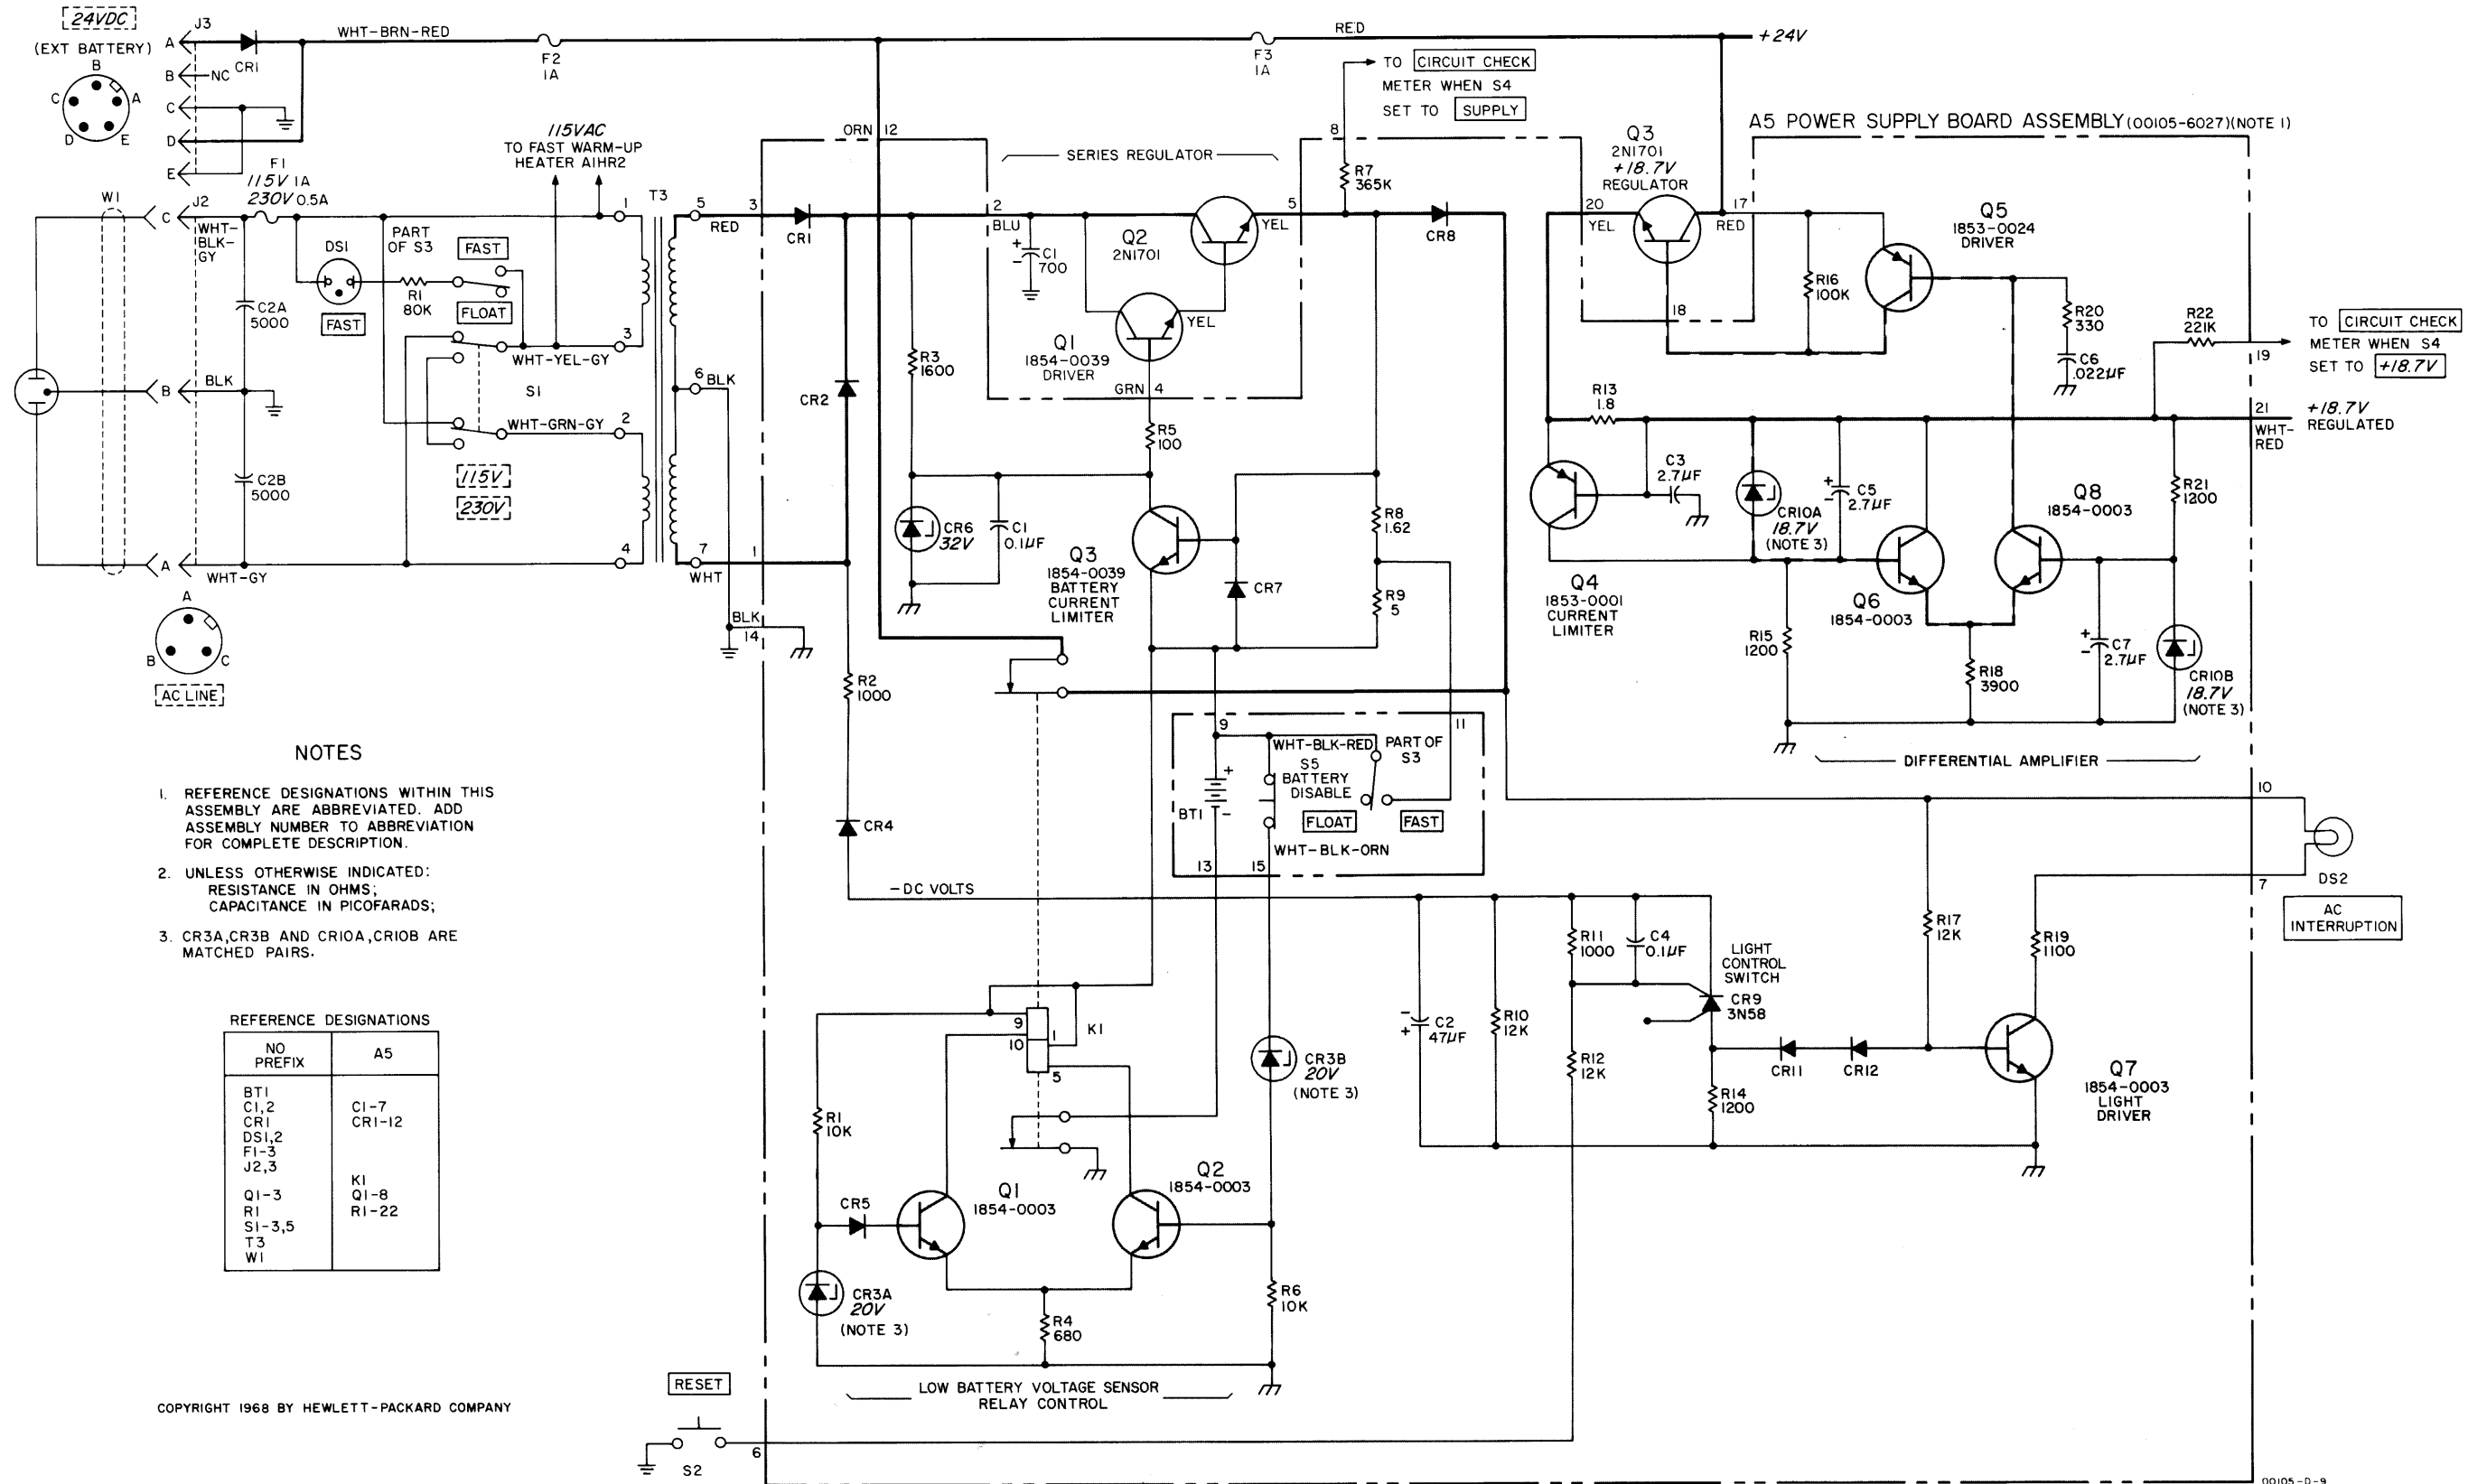 24VDC
(EXT BATTERY)
J3
A
B
C
D
E
B
C
A
D
E
NC
CR1
WHT-BRN-RED
F2
1A
F3
1A
RED
+24V
TO CIRCUIT CHECK
METER WHEN S4
SET TO SUPPLY
A5 POWER SUPPLY BOARD ASSEMBLY (00105-6027)(NOTE 1)
F1
115V 1A
230V 0.5A
115VAC
TO FAST WARM-UP
HEATER A1HR2
W1
J2
C
B
A
WHT-
BLK-
GY
BLK
WHT-GY
C2A
5000
C2B
5000
DS1
FAST
PART
OF S3
R1
80K
FAST
FLOAT
WHT-YEL-GY
S1
WHT-GRN-GY
115V
230V
T3
1
3
2
4
5
RED
6 BLK
7
WHT
3
1
BLK
14
A
B
C
AC LINE
ORN
12
SERIES REGULATOR
CR1
CR2
2
BLU
C1
700
Q2
2N1701
5
YEL
YEL
Q1
1854-0039
DRIVER
GRN 4
R3
1600
R5
100
CR6
32V
C1
0.1µF
Q3
1854-0039
BATTERY
CURRENT
LIMITER
CR7
R8
1.62
R9
5
8
R7
365K
CR8
Q3
2N1701
+18.7V
REGULATOR
20
YEL
17
RED
18
R16
100K
Q5
1853-0024
DRIVER
R20
330
C6
.022µF
R22
221K
19
TO CIRCUIT CHECK
METER WHEN S4
SET TO +18.7V
R13
1.8
21
WHT-
RED
+18.7V
REGULATED
C3
2.7µF
CR10A
18.7V
(NOTE 3)
C5
2.7µF
Q4
1853-0001
CURRENT
LIMITER
R15
1200
Q6
1854-0003
Q8
1854-0003
R21
1200
R18
3900
C7
2.7µF
CR10B
18.7V
(NOTE 3)
DIFFERENTIAL AMPLIFIER
R2
1000
CR4
-DC VOLTS
9
11
WHT-BLK-RED
PART OF
S3
S5
BATTERY
DISABLE
BT1
FLOAT
FAST
WHT-BLK-ORN
13
15
10
7
DS2
AC
INTERRUPTION
C2
47µF
R10
12K
R11
1000
C4
0.1µF
LIGHT
CONTROL
SWITCH
CR9
3N58
R12
12K
R14
1200
CR11
CR12
R17
12K
R19
1100
Q7
1854-0003
LIGHT
DRIVER
9
10
1
5
K1
CR3B
20V
(NOTE 3)
R1
10K
CR5
Q1
1854-0003
Q2
1854-0003
CR3A
20V
(NOTE 3)
R4
680
R6
10K
LOW BATTERY VOLTAGE SENSOR
RELAY CONTROL
RESET
S2
6
NOTES
1. REFERENCE DESIGNATIONS WITHIN THIS
ASSEMBLY ARE ABBREVIATED. ADD
ASSEMBLY NUMBER TO ABBREVIATION
FOR COMPLETE DESCRIPTION.
2. UNLESS OTHERWISE INDICATED:
RESISTANCE IN OHMS;
CAPACITANCE IN PICOFARADS;
3. CR3A,CR3B AND CR10A,CR10B ARE
MATCHED PAIRS.
REFERENCE DESIGNATIONS
NO
PREFIX
A5
BT1
C1,2 C1-7
CR1 CR1-12
DS1,2
F1-3
J2,3
K1
Q1-3 Q1-8
R1 R1-22
S1-3,5
T3
W1
COPYRIGHT 1968 BY HEWLETT-PACKARD COMPANY
00105-D-9